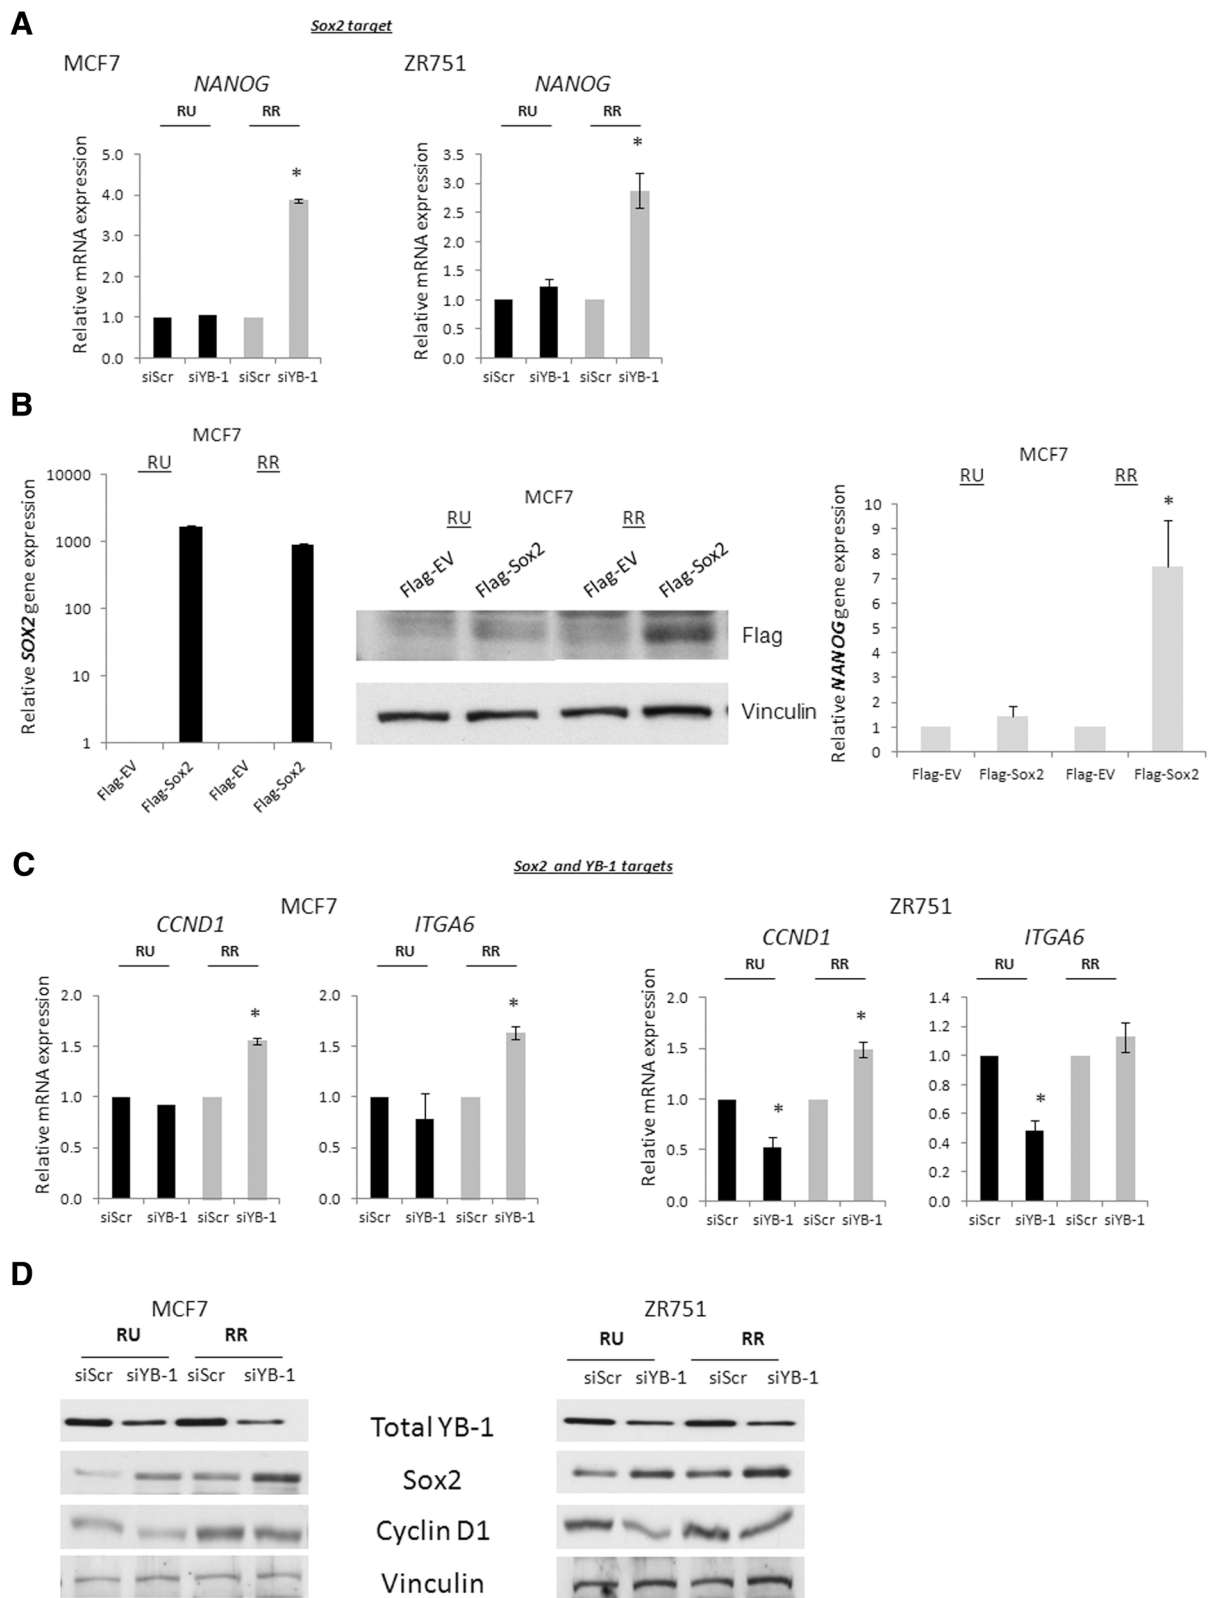 A
Sox2 target
MCF7
NANOG
RU RR
Relative mRNA expression
5.0
4.0
3.0
2.0
1.0
0.0
*
siScr siYB-1 siScr siYB-1
ZR751
NANOG
RU RR
Relative mRNA expression
3.5
3.0
2.5
2.0
1.5
1.0
0.5
0.0
*
siScr siYB-1 siScr siYB-1
B
MCF7
RU RR
Relative SOX2 gene expression
10000
1000
100
10
1
Flag-EV Flag-Sox2 Flag-EV Flag-Sox2
MCF7
RU RR
Flag-EV Flag-Sox2 Flag-EV Flag-Sox2
Flag
Vinculin
MCF7
RU RR
Relative NANOG gene expression
10
9
8
7
6
5
4
3
2
1
0
*
Flag-EV Flag-Sox2 Flag-EV Flag-Sox2
C
Sox2 and YB-1 targets
MCF7
CCND1
RU RR
Relative mRNA expression
2.0
1.5
1.0
0.5
0.0
*
siScr siYB-1 siScr siYB-1
ITGA6
RU RR
2.0
1.5
1.0
0.5
0.0
*
siScr siYB-1 siScr siYB-1
ZR751
CCND1
RU RR
Relative mRNA expression
2.0
1.5
1.0
0.5
0.0
* *
siScr siYB-1 siScr siYB-1
ITGA6
RU RR
1.4
1.2
1.0
0.8
0.6
0.4
0.2
0.0
*
siScr siYB-1 siScr siYB-1
D
MCF7
RU RR
siScr siYB-1 siScr siYB-1
Total YB-1
Sox2
Cyclin D1
Vinculin
ZR751
RU RR
siScr siYB-1 siScr siYB-1